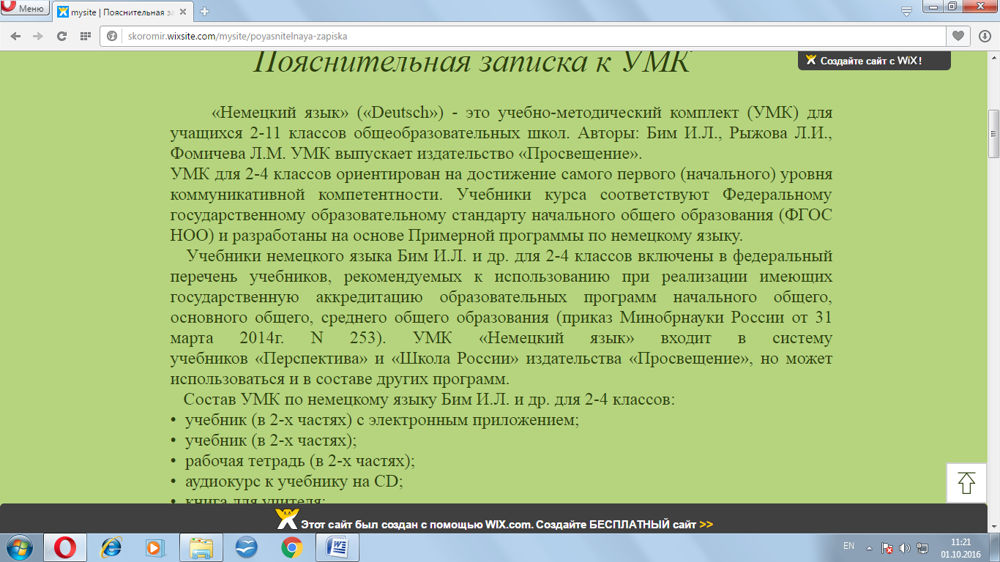 Меню
mysite | Пояснительная за
skoromir.wixsite.com/mysite/poyasnitelnaya-zapiska
Пояснительная записка к УМК
Создайте сайт с WiX!
«Немецкий язык» («Deutsch») - это учебно-методический комплект (УМК) для
учащихся 2-11 классов общеобразовательных школ. Авторы: Бим И.Л., Рыжова Л.И.,
Фомичева Л.М. УМК выпускает издательство «Просвещение».
УМК для 2-4 классов ориентирован на достижение самого первого (начального) уровня
коммуникативной компетентности. Учебники курса соответствуют Федеральному
государственному образовательному стандарту начального общего образования (ФГОС
НОО) и разработаны на основе Примерной программы по немецкому языку.
Учебники немецкого языка Бим И.Л. и др. для 2-4 классов включены в федеральный
перечень учебников, рекомендуемых к использованию при реализации имеющих
государственную аккредитацию образовательных программ начального общего,
основного общего, среднего общего образования (приказ Минобрнауки России от 31
марта 2014г. N 253). УМК «Немецкий язык» входит в систему
учебников «Перспектива» и «Школа России» издательства «Просвещение», но может
использоваться и в составе других программ.
Состав УМК по немецкому языку Бим И.Л. и др. для 2-4 классов:
• учебник (в 2-х частях) с электронным приложением;
• учебник (в 2-х частях);
• рабочая тетрадь (в 2-х частях);
• аудиокурс к учебнику на CD;
• книга для учителя;
Этот сайт был создан с помощью WIX.com. Создайте БЕСПЛАТНЫЙ сайт >>
EN
11:21
01.10.2016